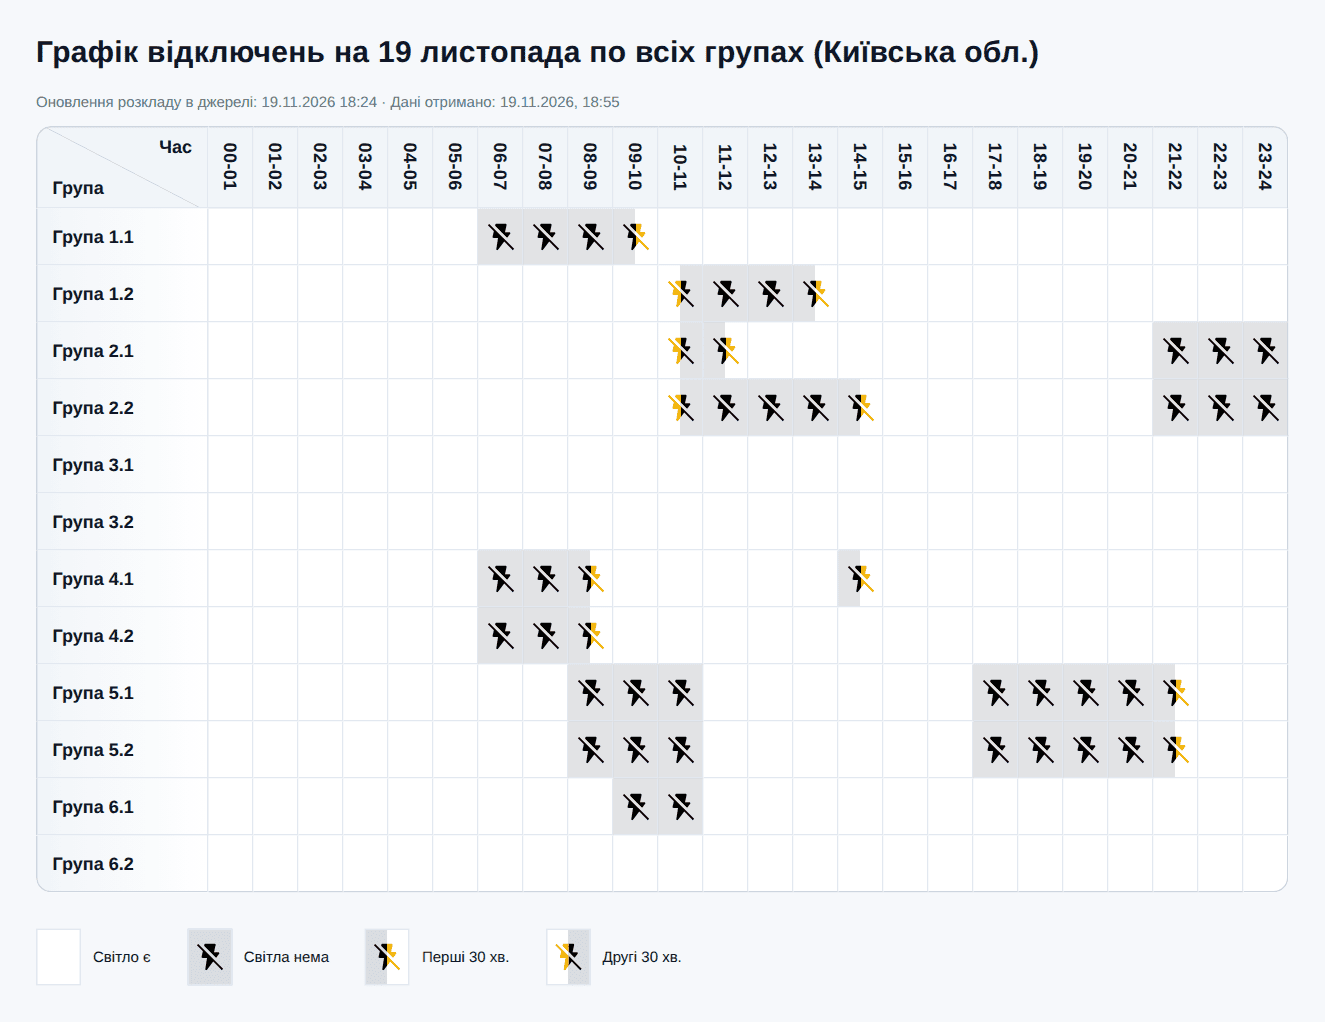 Графік відключень на 19 листопада по всіх групах (Київська обл.)
Оновлення розкладу в джерелі: 19.11.2026 18:24 · Дані отримано: 19.11.2026, 18:55
Час
Група
00-01 01-02 02-03 03-04 04-05 05-06 06-07 07-08 08-09 09-10 10-11 11-12 12-13 13-14 14-15 15-16 16-17 17-18 18-19 19-20 20-21 21-22 22-23 23-24
Група 1.1
Група 1.2
Група 2.1
Група 2.2
Група 3.1
Група 3.2
Група 4.1
Група 4.2
Група 5.1
Група 5.2
Група 6.1
Група 6.2
Світло є Світла нема Перші 30 хв. Другі 30 хв.